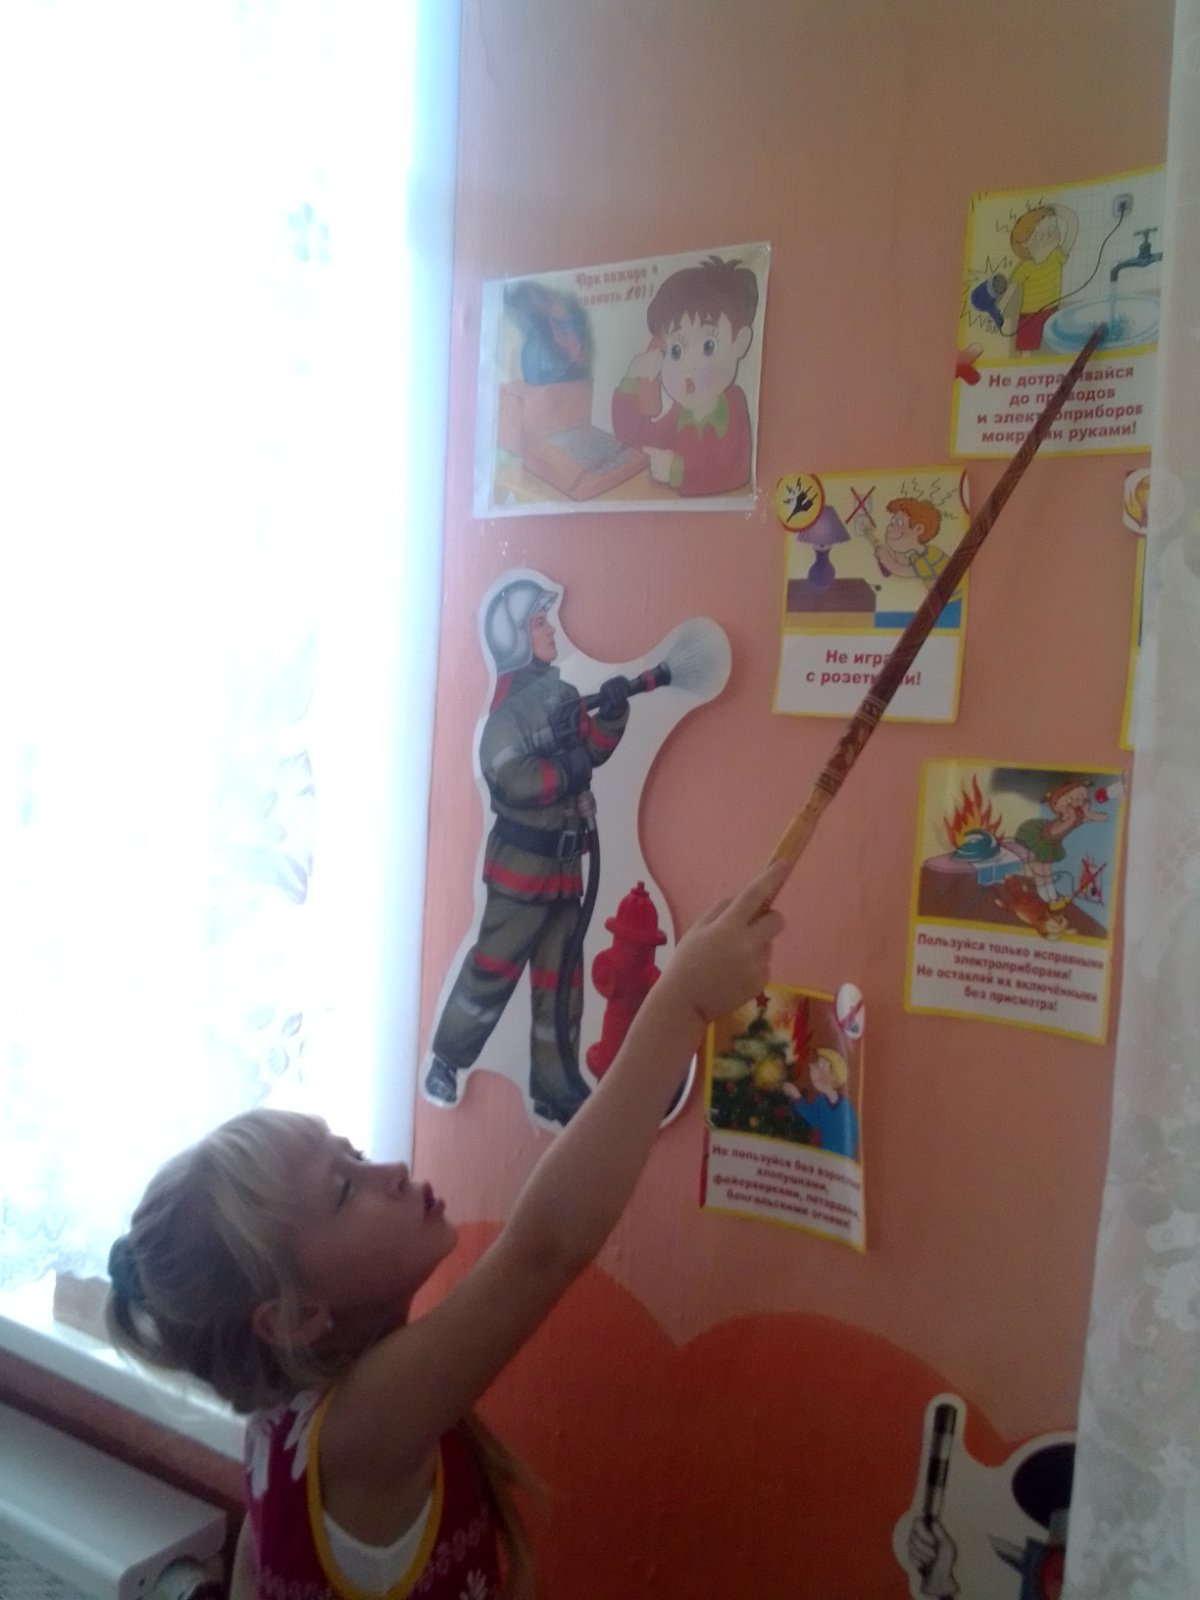 При пожаре
звонить 101!
Не дотрагивайся
до проводов
и электроприборов
мокрыми руками!
Не играй
с розетками!
Пользуйся только исправными
электроприборами!
Не оставляй их включёнными
без присмотра!
Не пользуйся без взрослых
хлопушками,
фейерверками, петардами,
бенгальскими огнями!